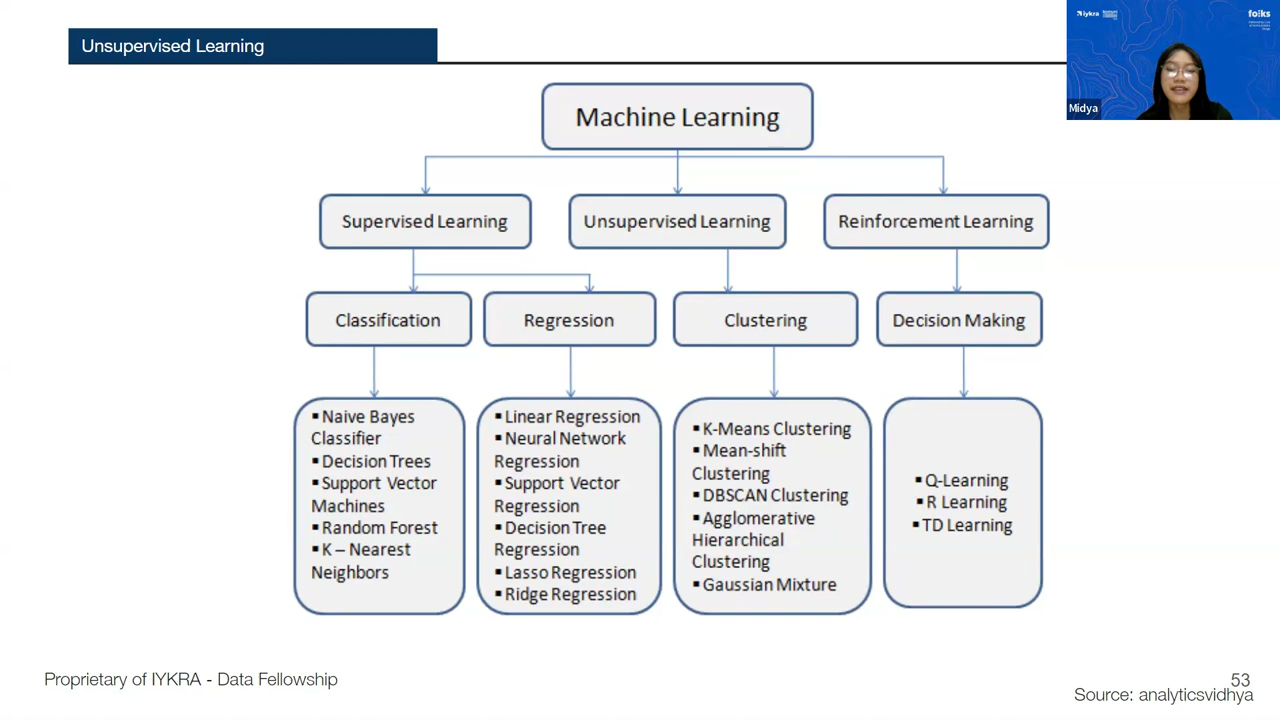 Unsupervised Learning
iykra
fo/ks
Midya
Machine Learning
Supervised Learning
Unsupervised Learning
Reinforcement Learning
Classification
Regression
Clustering
Decision Making
▪ Naive Bayes
Classifier
▪ Decision Trees
▪ Support Vector
Machines
▪ Random Forest
▪ K – Nearest
Neighbors
▪ Linear Regression
▪ Neural Network
Regression
▪ Support Vector
Regression
▪ Decision Tree
Regression
▪ Lasso Regression
▪ Ridge Regression
▪ K-Means Clustering
▪ Mean-shift
Clustering
▪ DBSCAN Clustering
▪ Agglomerative
Hierarchical
Clustering
▪ Gaussian Mixture
▪ Q-Learning
▪ R Learning
▪ TD Learning
Proprietary of IYKRA - Data Fellowship
53
Source: analyticsvidhya